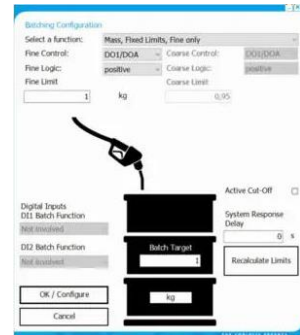 Batching Configuration
Select a function: Mass, Fixed Limits, Fine only
Fine Control: DO1/DOA Coarse Control: DO1/DOA
Fine Logic: positive Coarse Logic: positive
Fine Limit Coarse Limit
1 kg 0,95
Active Cut-Off
Digital Inputs
DI1 Batch Function
Not involved
System Response
Delay
0 s
DI2 Batch Function
Not involved
Batch Target
1
Recalculate Limits
OK / Configure
kg
Cancel